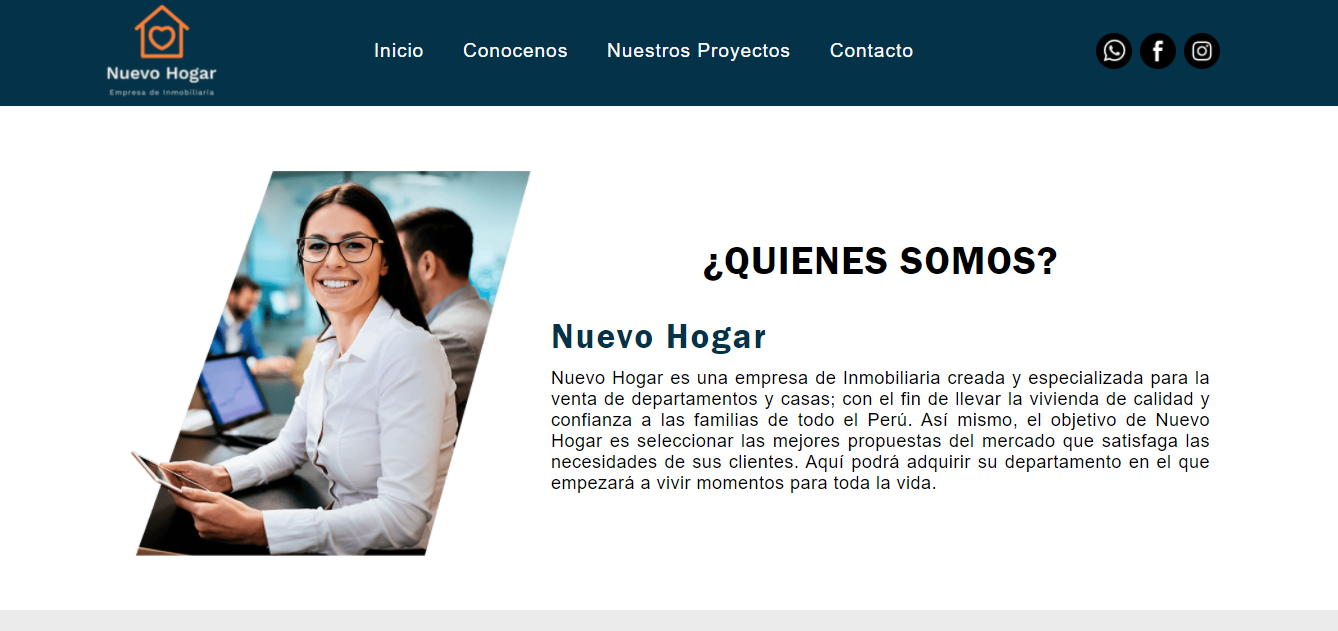 Nuevo Hogar
Empresa de Inmobiliaria
Inicio
Conocenos
Nuestros Proyectos
Contacto
¿QUIENES SOMOS?
Nuevo Hogar
Nuevo Hogar es una empresa de Inmobiliaria creada y especializada para la
venta de departamentos y casas; con el fin de llevar la vivienda de calidad y
confianza a las familias de todo el Perú. Así mismo, el objetivo de Nuevo
Hogar es seleccionar las mejores propuestas del mercado que satisfaga las
necesidades de sus clientes. Aquí podrá adquirir su departamento en el que
empezará a vivir momentos para toda la vida.